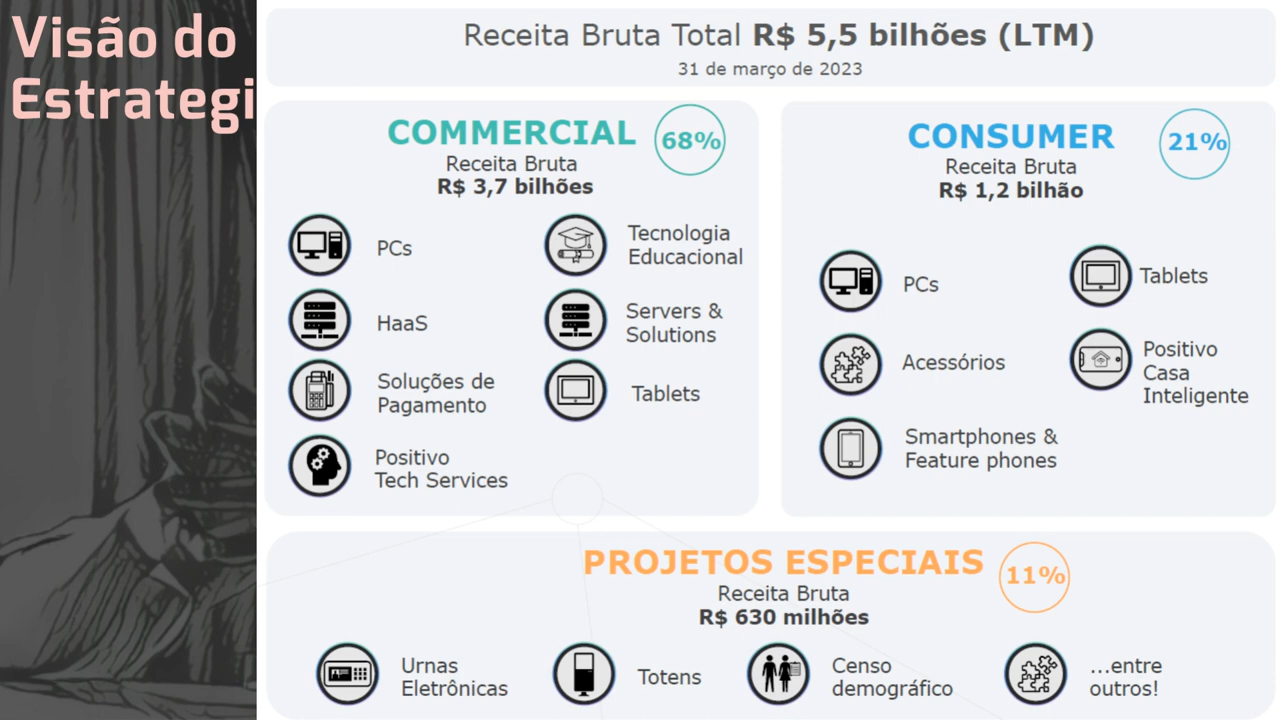 Visão do
Estrategi
Receita Bruta Total R$ 5,5 bilhões (LTM)
31 de março de 2023
COMMERCIAL 68%
Receita Bruta
R$ 3,7 bilhões
PCs
HaaS
Soluções de
Pagamento
Positivo
Tech Services
Tecnologia
Educacional
Servers &
Solutions
Tablets
CONSUMER 21%
Receita Bruta
R$ 1,2 bilhão
PCs
Acessórios
Smartphones &
Feature phones
Tablets
Positivo
Casa
Inteligente
PROJETOS ESPECIAIS 11%
Receita Bruta
R$ 630 milhões
Urnas
Eletrônicas
Totens
Censo
demográfico
...entre
outros!